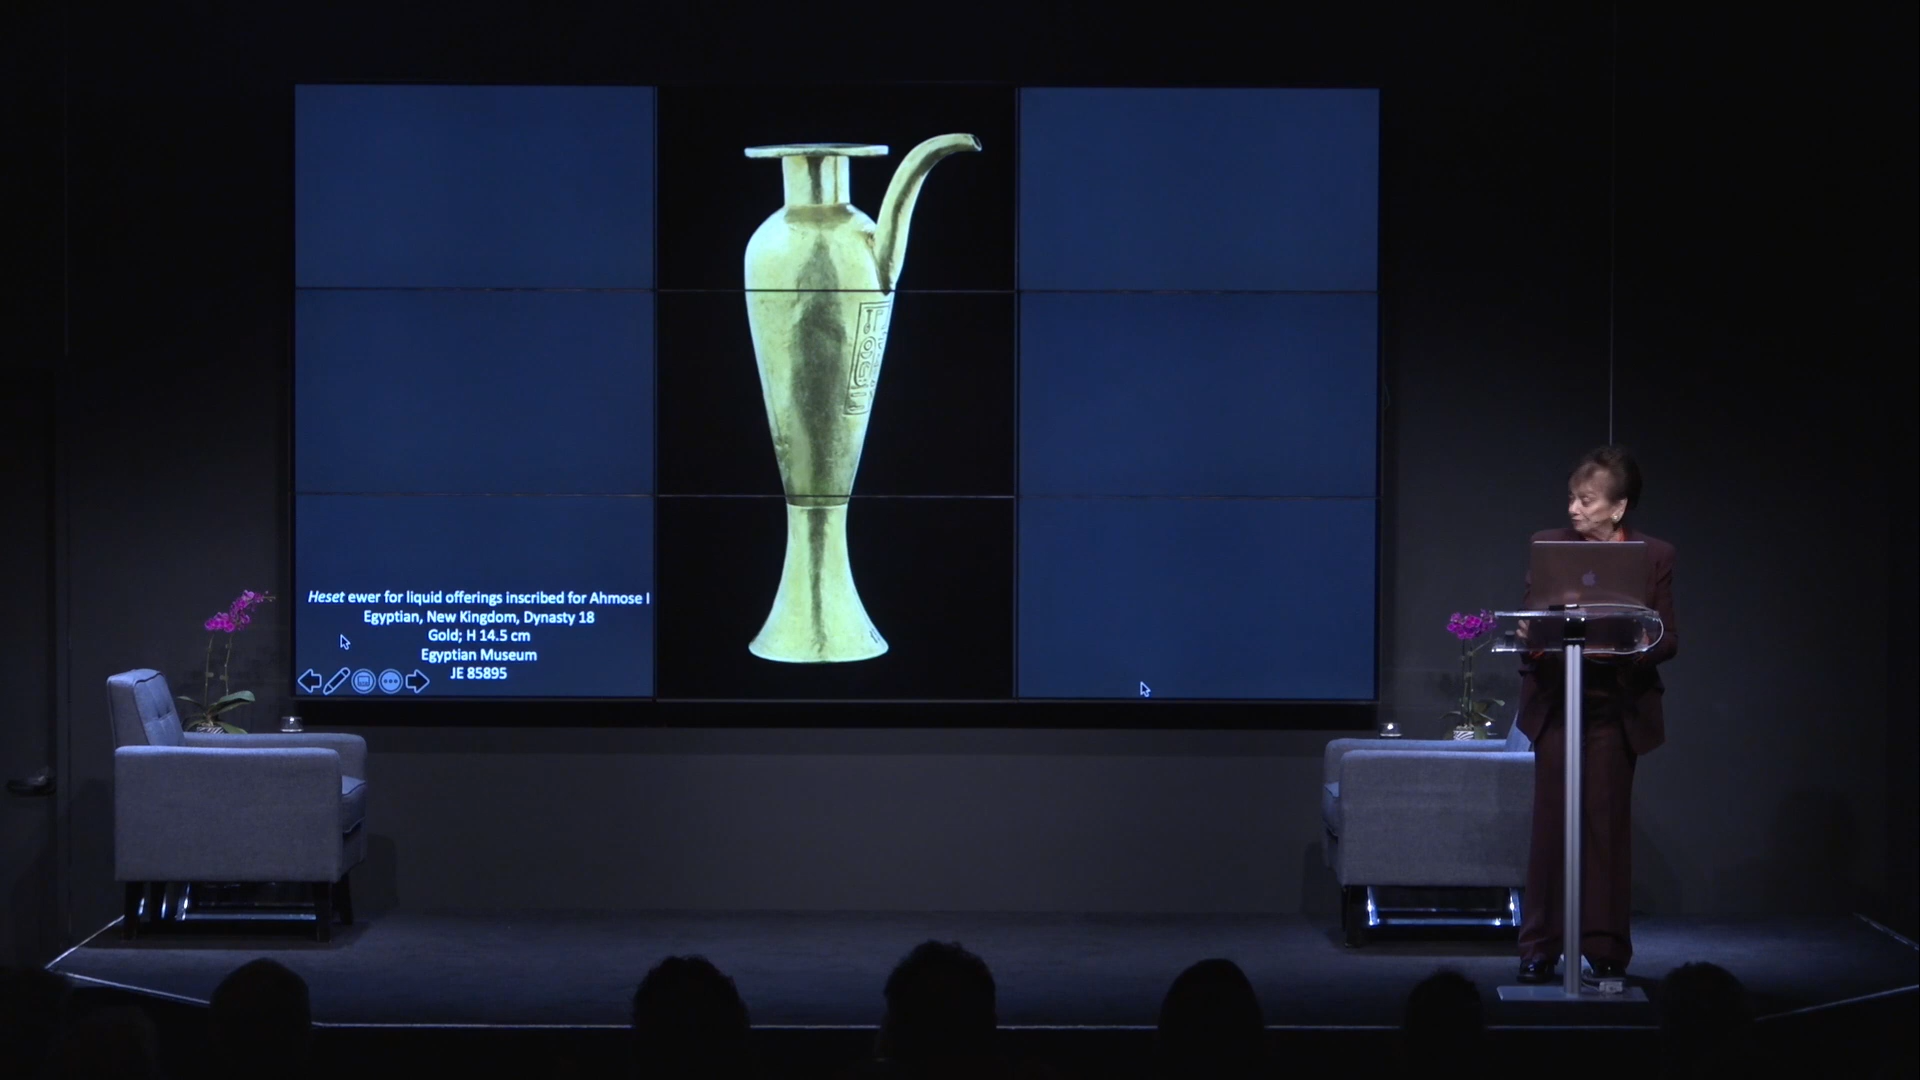 Heset ewer for liquid offerings inscribed for Ahmose I
Egyptian, New Kingdom, Dynasty 18
Gold; H 14.5 cm
Egyptian Museum
JE 85895